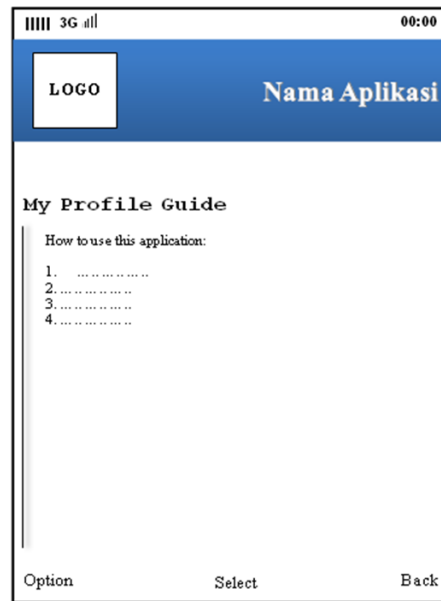 3G 00:00
LOGO
Nama Aplikasi
My Profile Guide
How to use this application:
1. ... ... ... ... ...
2. ... ... ... ... ...
3. ... ... ... ... ...
4. ... ... ... ... ...
Option Select Back